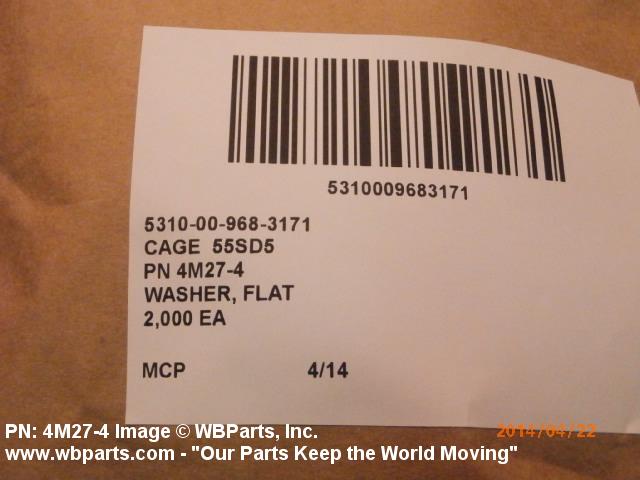 5310009683171
5310-00-968-3171
CAGE 55SD5
PN 4M27-4
WASHER, FLAT
2,000 EA
MCP 4/14
2014/04/22
PN: 4M27-4 Image © WBParts, Inc.
www.wbparts.com - "Our Parts Keep the World Moving"